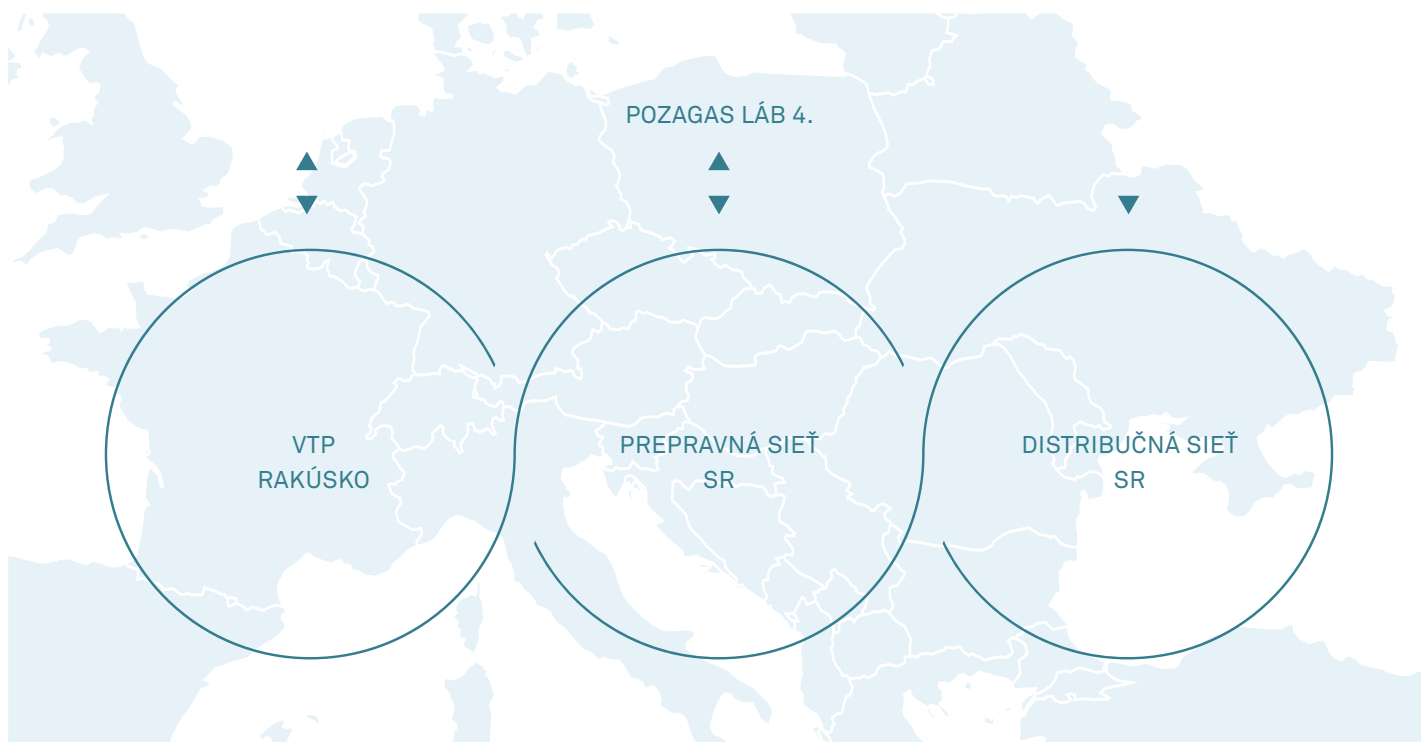 POZAGAS LÁB 4.
VTP
RAKÚSKO
PREPRAVNÁ SIEŤ
SR
DISTRIBUČNÁ SIEŤ
SR